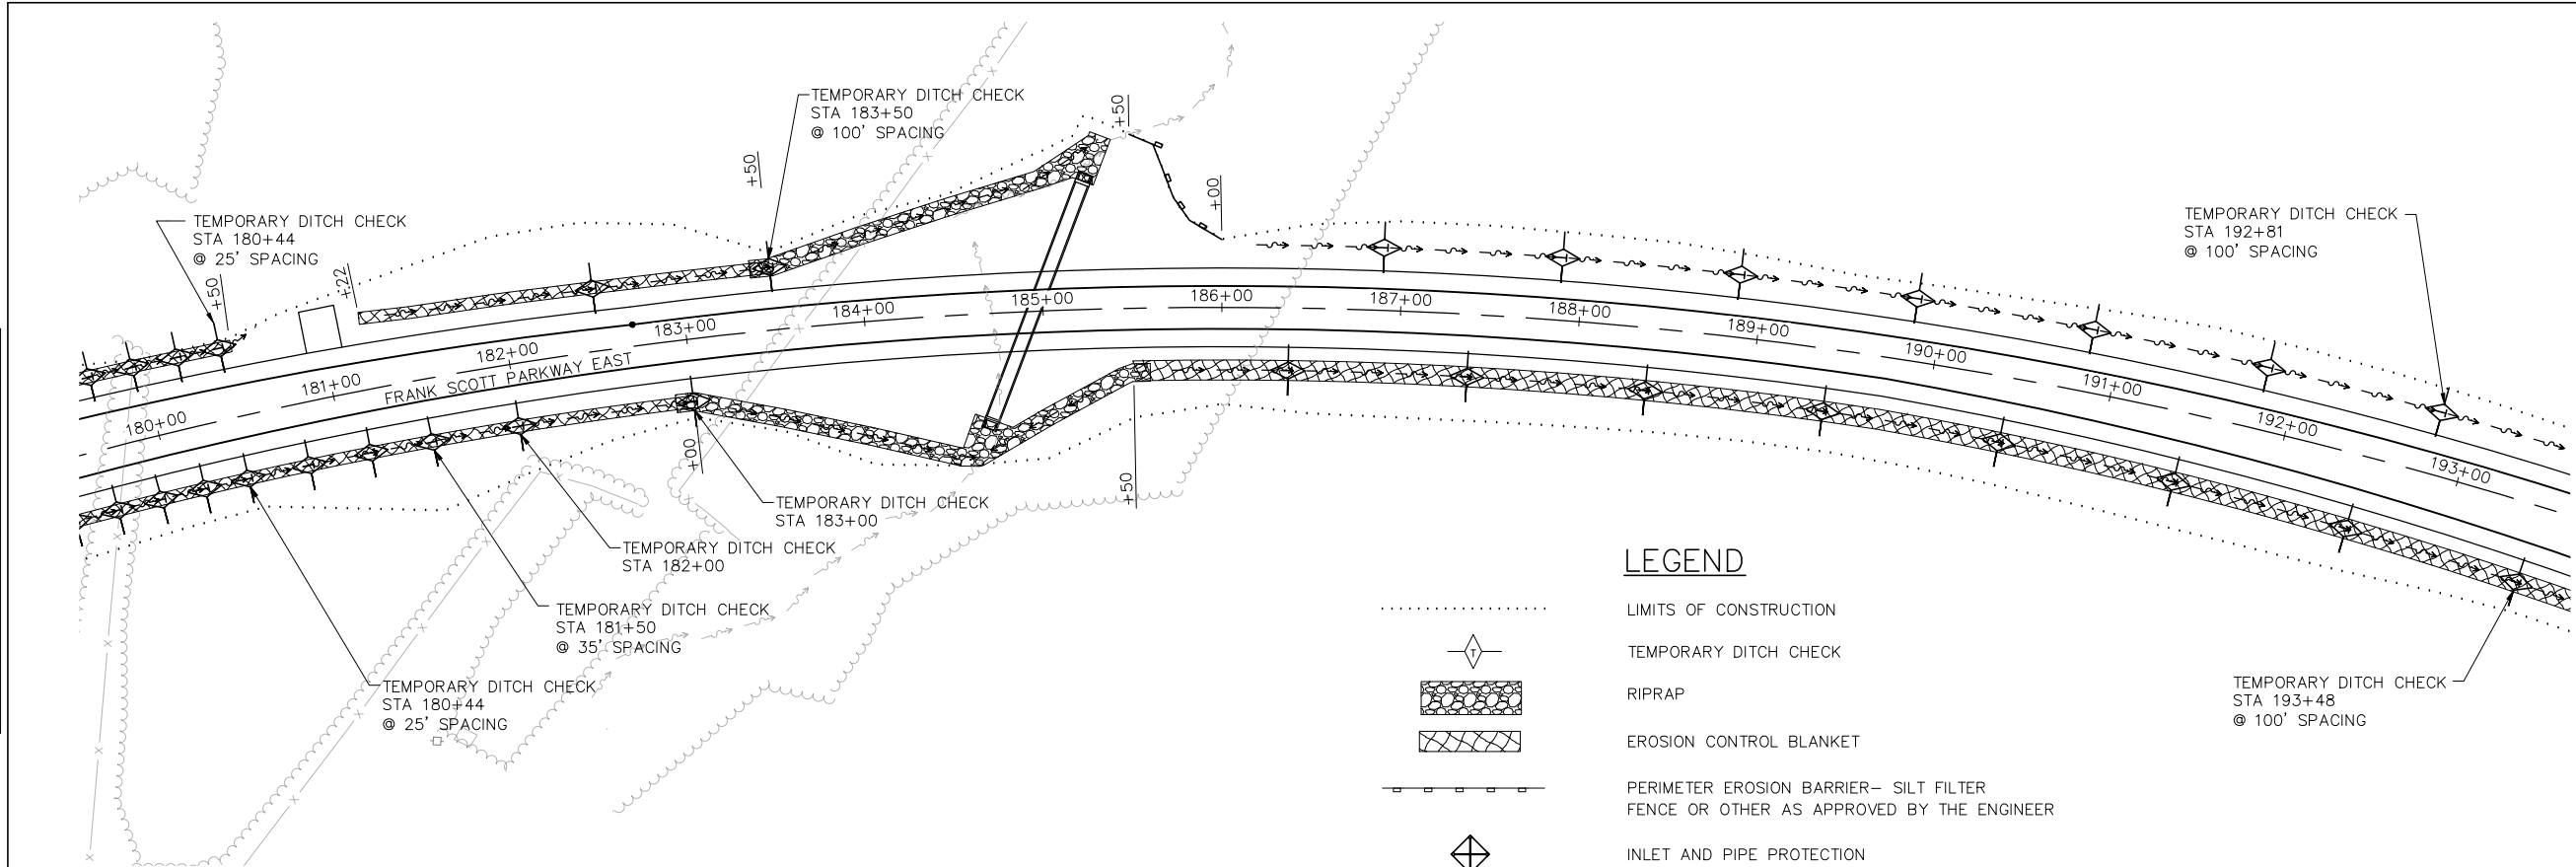 TEMPORARY DITCH CHECK
STA 183+50
@ 100' SPACING
+50
+50
TEMPORARY DITCH CHECK
STA 180+44
@ 25' SPACING
+50
+22
+00
TEMPORARY DITCH CHECK
STA 192+81
@ 100' SPACING
180+00
181+00
182+00
183+00
184+00
185+00
186+00
187+00
188+00
189+00
190+00
191+00
192+00
193+00
FRANK SCOTT PARKWAY EAST
+00
+50
TEMPORARY DITCH CHECK
STA 183+00
TEMPORARY DITCH CHECK
STA 182+00
TEMPORARY DITCH CHECK
STA 181+50
@ 35' SPACING
TEMPORARY DITCH CHECK
STA 180+44
@ 25' SPACING
TEMPORARY DITCH CHECK
STA 193+48
@ 100' SPACING
LEGEND
LIMITS OF CONSTRUCTION
T
TEMPORARY DITCH CHECK
RIPRAP
EROSION CONTROL BLANKET
PERIMETER EROSION BARRIER- SILT FILTER
FENCE OR OTHER AS APPROVED BY THE ENGINEER
INLET AND PIPE PROTECTION